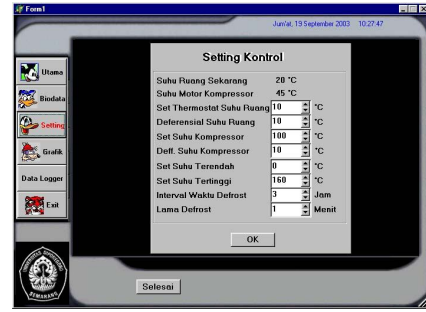 Form1
Jum'at, 19 September 2003 10:27:47
Setting Kontrol
Utama
Biodata
Setting
Grafik
Data Logger
Exit
Suhu Ruang Sekarang 20 °C
Suhu Motor Kompressor 45 °C
Set Thermostat Suhu Ruang 10 °C
Deferensial Suhu Ruang 10 °C
Set Suhu Kompressor 100 °C
Deff. Suhu Kompressor 10 °C
Set Suhu Terendah 0 °C
Set Suhu Tertinggi 160 °C
Interval Waktu Defrost 3 Jam
Lama Defrost 1 Menit
OK
Selesai
SEMARANG